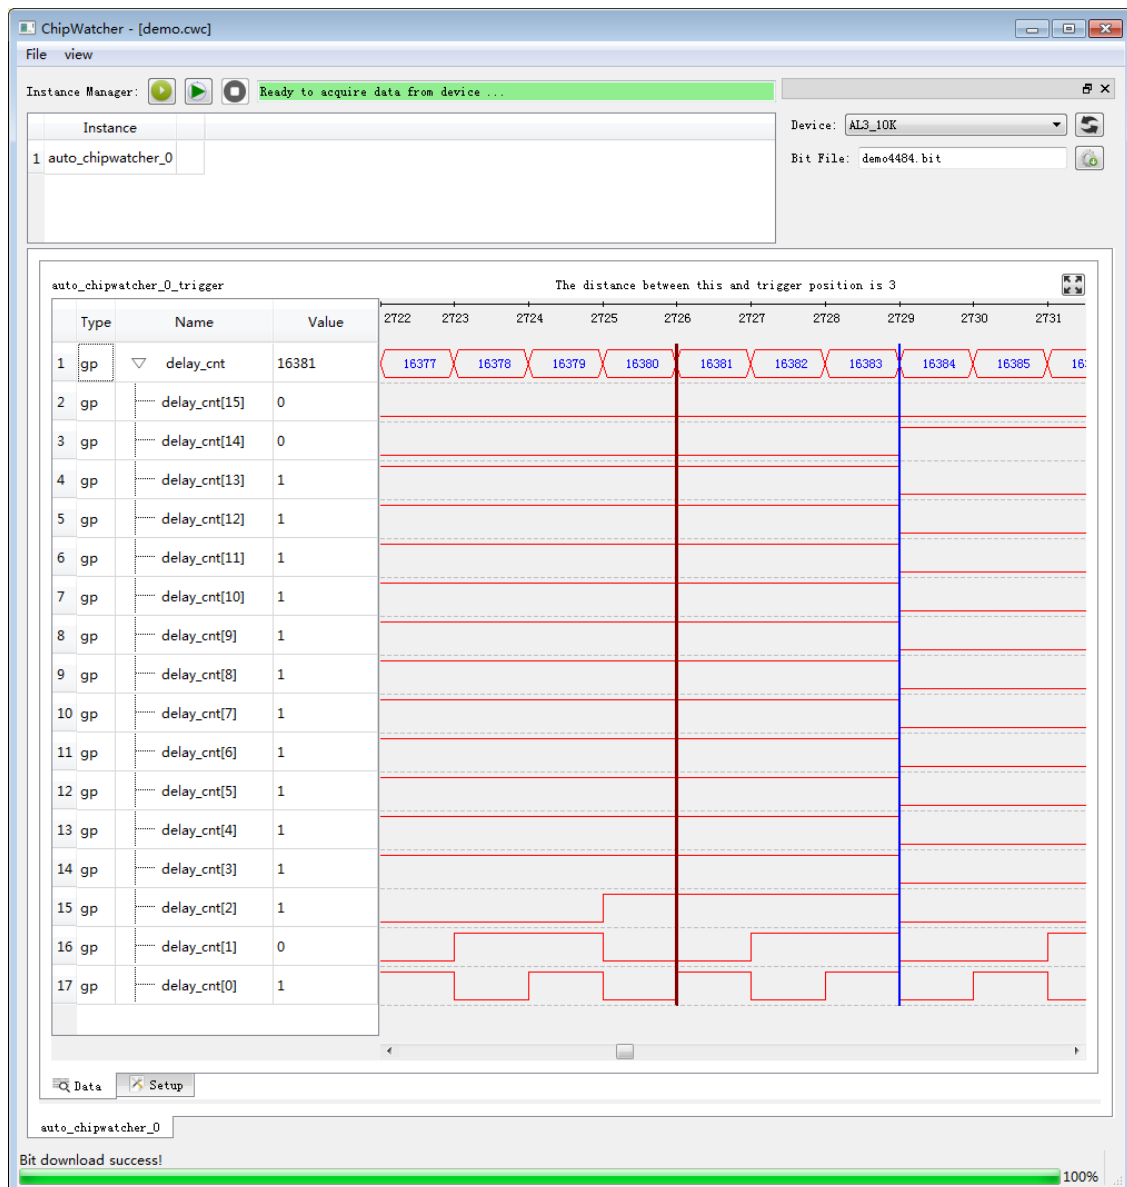 ChipWatcher - [demo.cwc]
File view
Instance Manager: Ready to acquire data from device ...
Instance
1 auto_chipwatcher_0
Device: AL3_10K
Bit File: demo4484.bit
auto_chipwatcher_0_trigger The distance between this and trigger position is 3
Type Name Value 2722 2723 2724 2725 2726 2727 2728 2729 2730 2731
1 gp delay_cnt 16381 16377 16378 16379 16380 16381 16382 16383 16384 16385
2 gp delay_cnt[15] 0
3 gp delay_cnt[14] 0
4 gp delay_cnt[13] 1
5 gp delay_cnt[12] 1
6 gp delay_cnt[11] 1
7 gp delay_cnt[10] 1
8 gp delay_cnt[9] 1
9 gp delay_cnt[8] 1
10 gp delay_cnt[7] 1
11 gp delay_cnt[6] 1
12 gp delay_cnt[5] 1
13 gp delay_cnt[4] 1
14 gp delay_cnt[3] 1
15 gp delay_cnt[2] 1
16 gp delay_cnt[1] 0
17 gp delay_cnt[0] 1
Data Setup
auto_chipwatcher_0
Bit download success!
100%